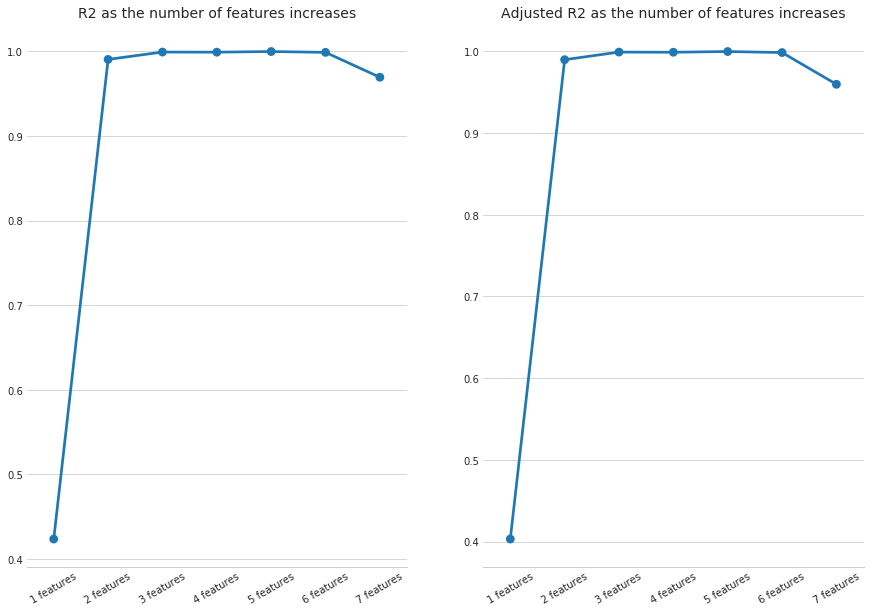 R2 as the number of features increases
1.0
0.9
0.8
0.7
0.6
0.5
0.4
1 features
2 features
3 features
4 features
5 features
6 features
7 features
Adjusted R2 as the number of features increases
1.0
0.9
0.8
0.7
0.6
0.5
0.4
1 features
2 features
3 features
4 features
5 features
6 features
7 features